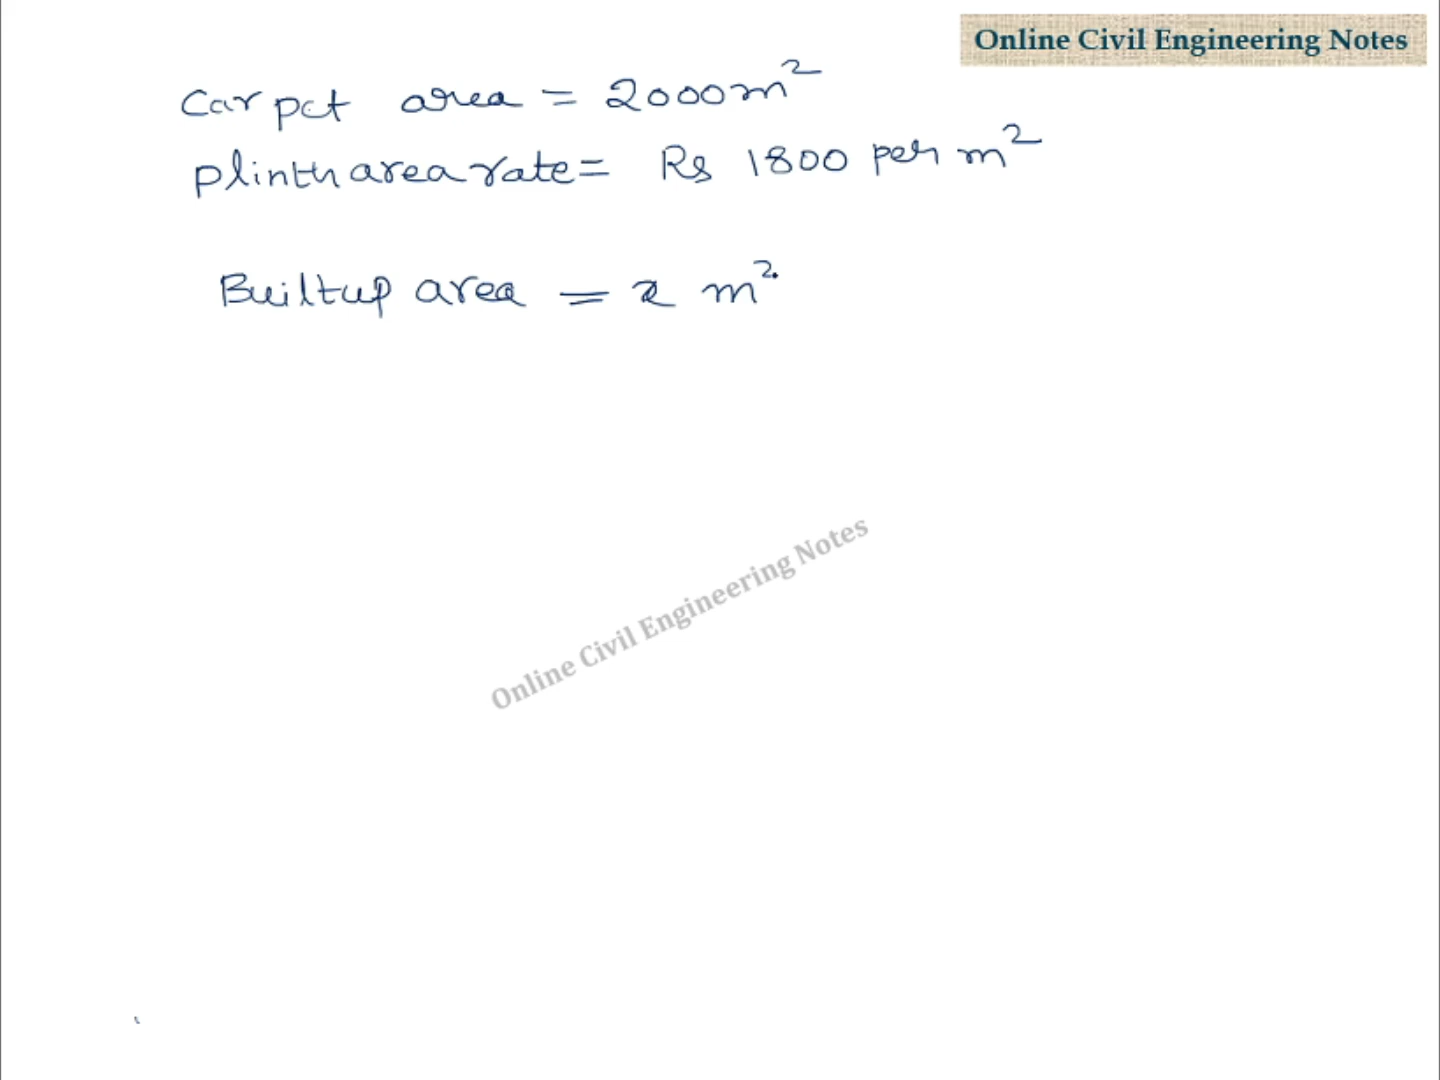 Online Civil Engineering Notes
Carpet area = 2000m²
Plinth area rate = Rs 1800 per m²
Builtup area = x m²
Online Civil Engineering Notes